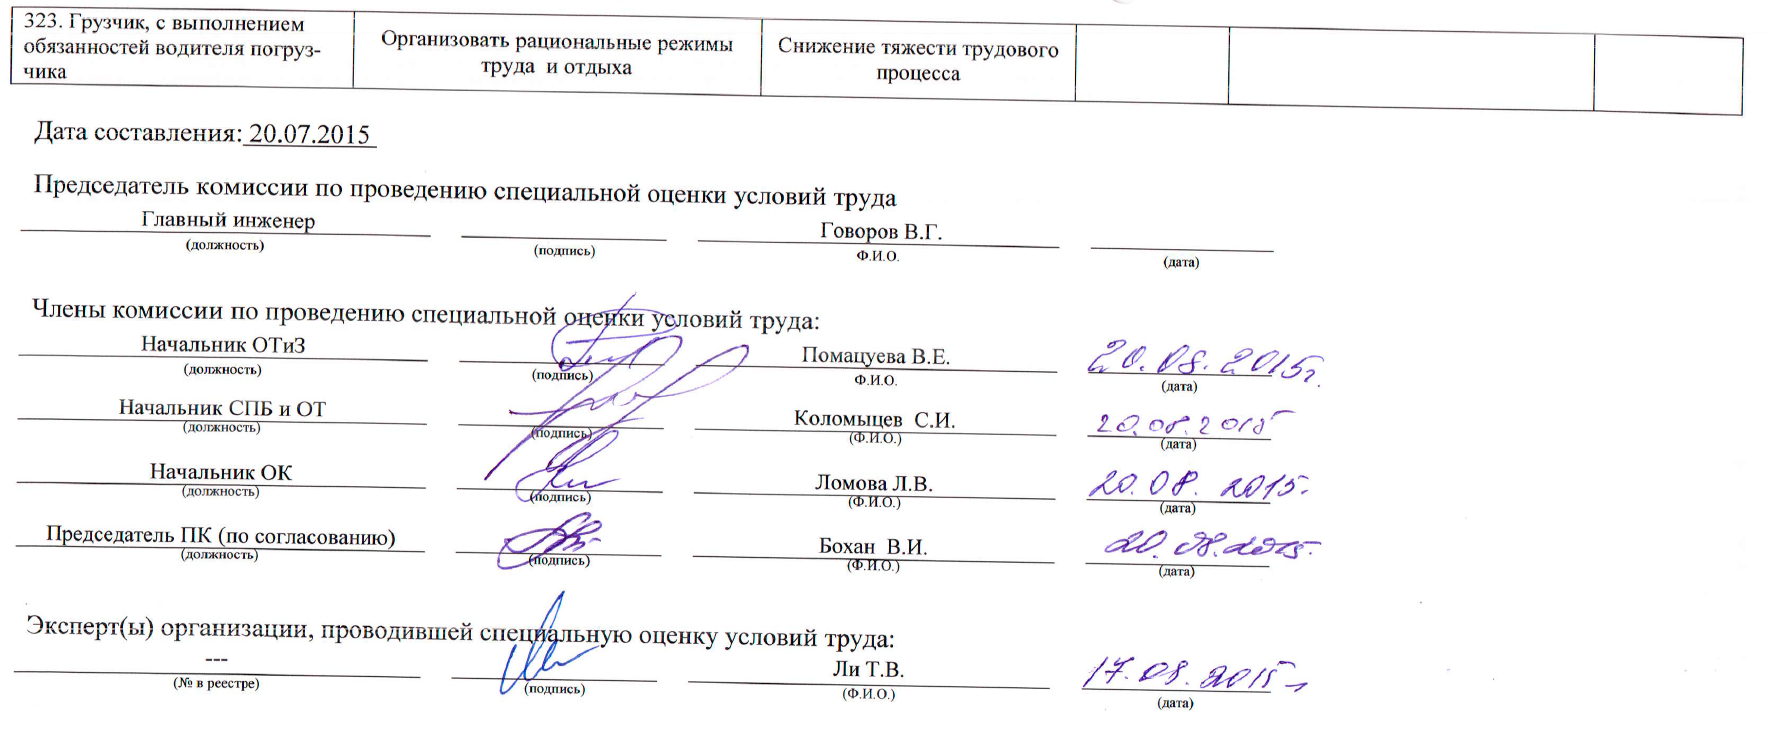 323. Грузчик, с выполнением
обязанностей водителя погруз-
чика
Организовать рациональные режимы
труда и отдыха
Снижение тяжести трудового
процесса
Дата составления: 20.07.2015
Председатель комиссии по проведению специальной оценки условий труда
Главный инженер Говоров В.Г.
(должность) (подпись) Ф.И.О. (дата)
Члены комиссии по проведению специальной оценки условий труда:
Начальник ОТиЗ Помацуева В.Е. 20.08.2015г.
(должность) (подпись) Ф.И.О. (дата)
Начальник СПБ и ОТ Коломыцев С.И. 20.08.2015
(должность) (подпись) (Ф.И.О.) (дата)
Начальник ОК Ломова Л.В. 20.08.2015.
(должность) (подпись) (Ф.И.О.) (дата)
Председатель ПК (по согласованию) Бохан В.И. 20.08.2015.
(должность) (подпись) (Ф.И.О.) (дата)
Эксперт(ы) организации, проводившей специальную оценку условий труда:
--- Ли Т.В. 17.08.2015
(№ в реестре) (подпись) (Ф.И.О.) (дата)